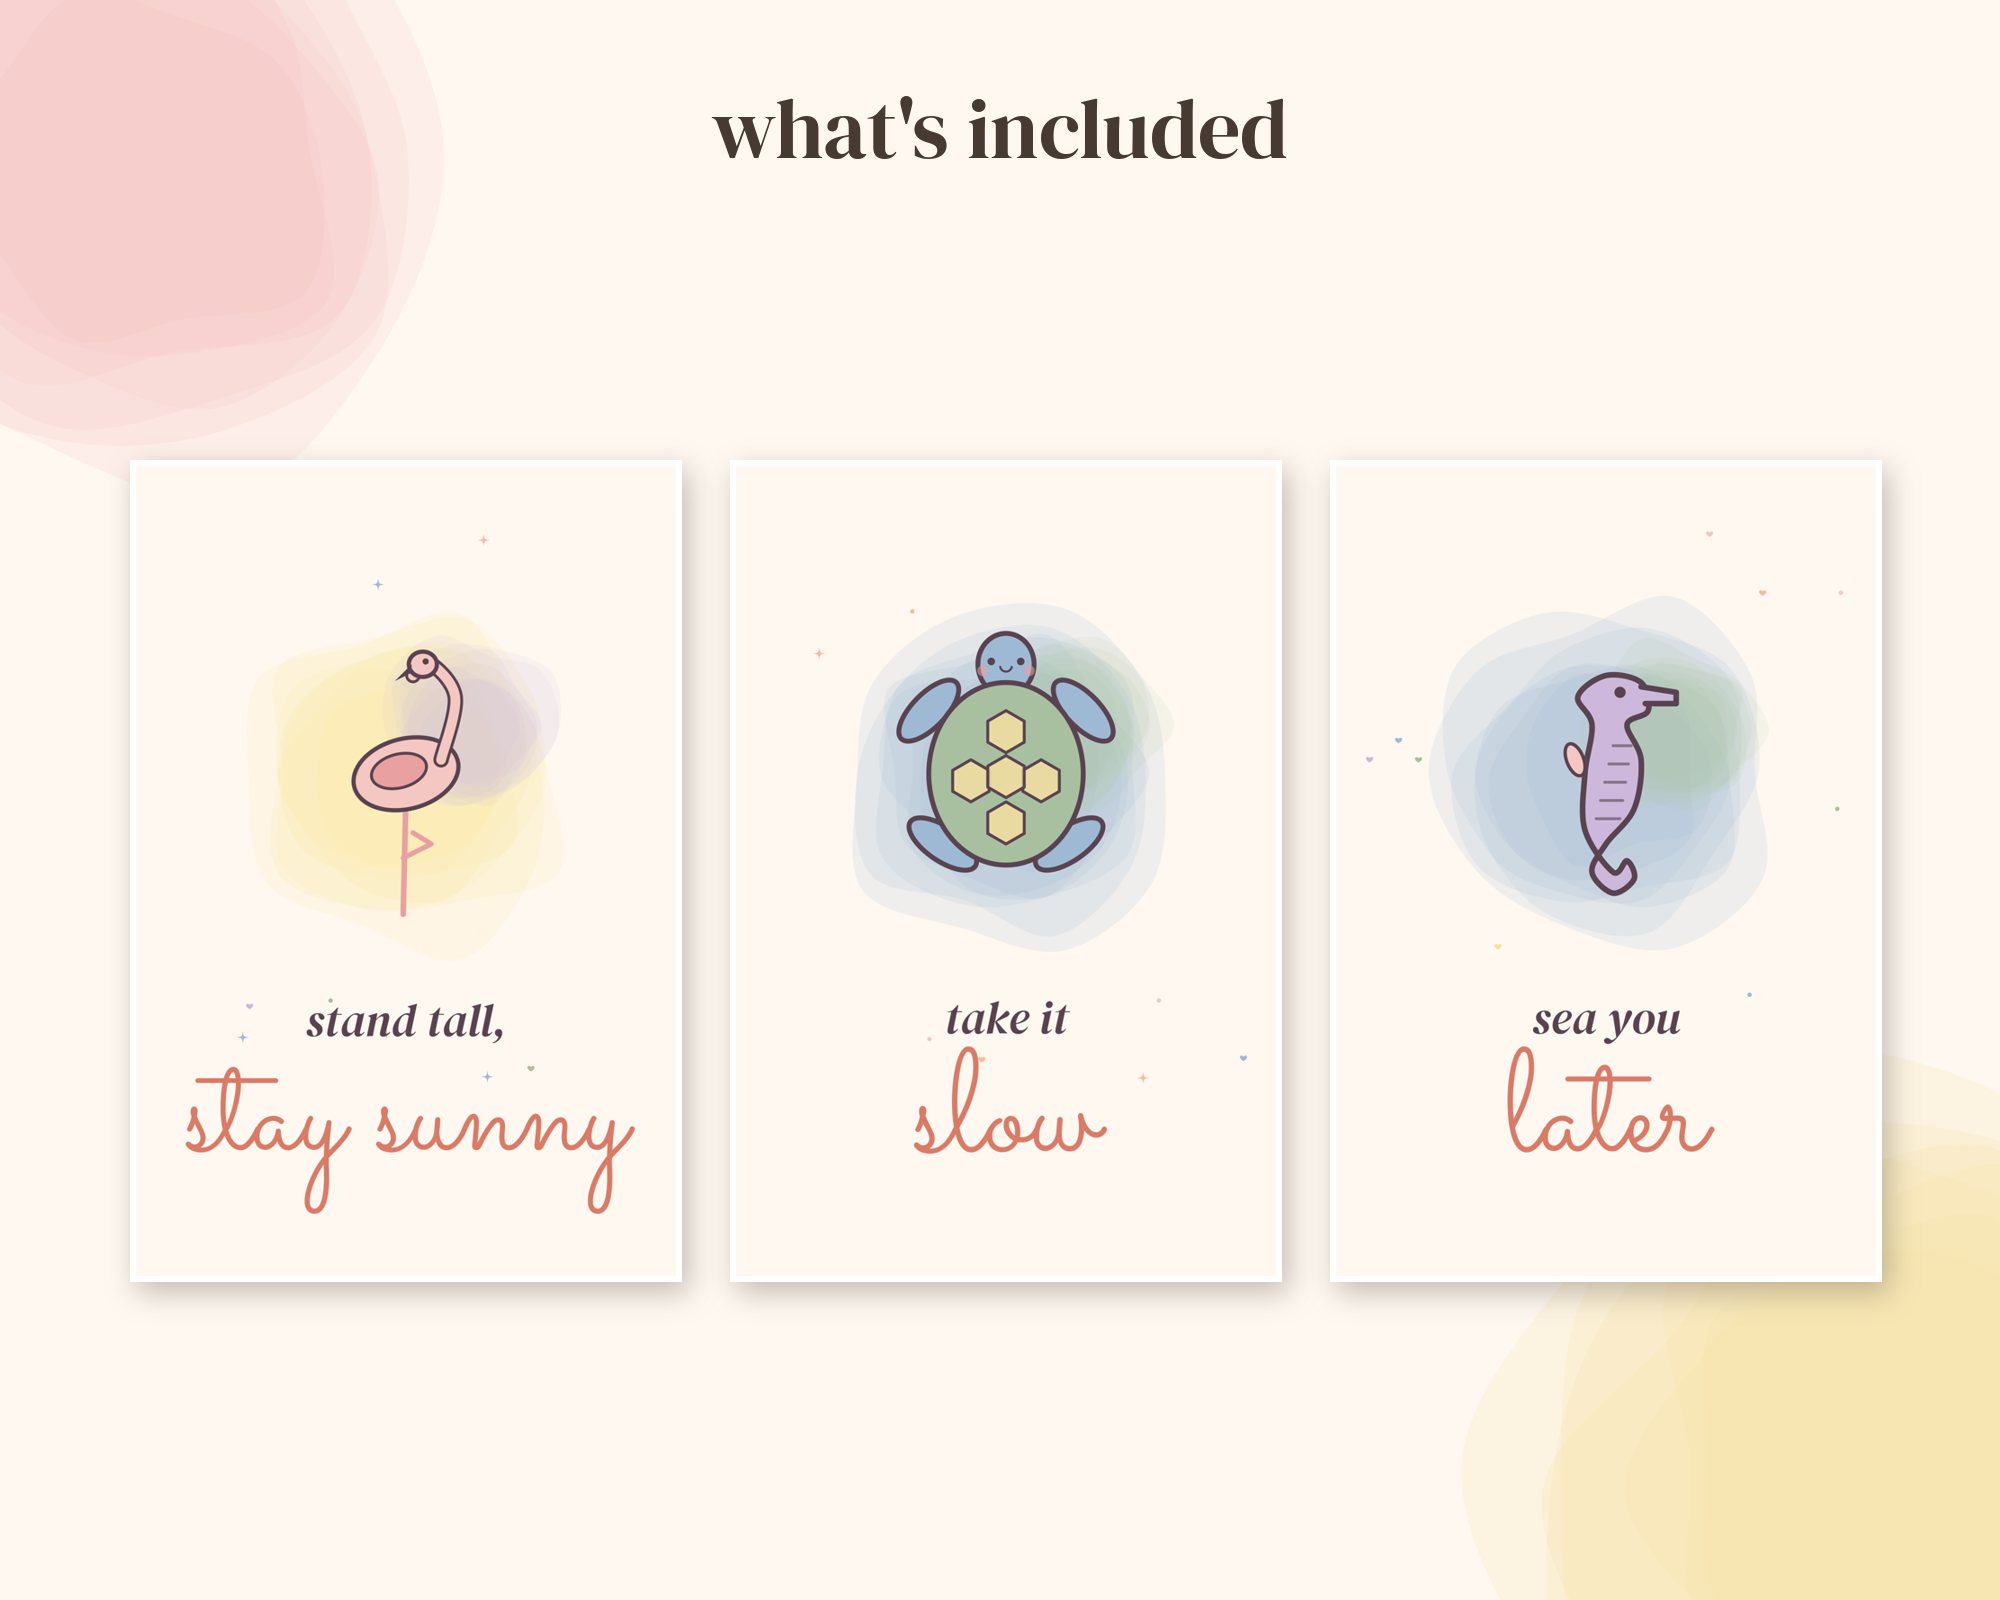 what's included
stand tall,
stay sunny
take it
slow
sea you
later